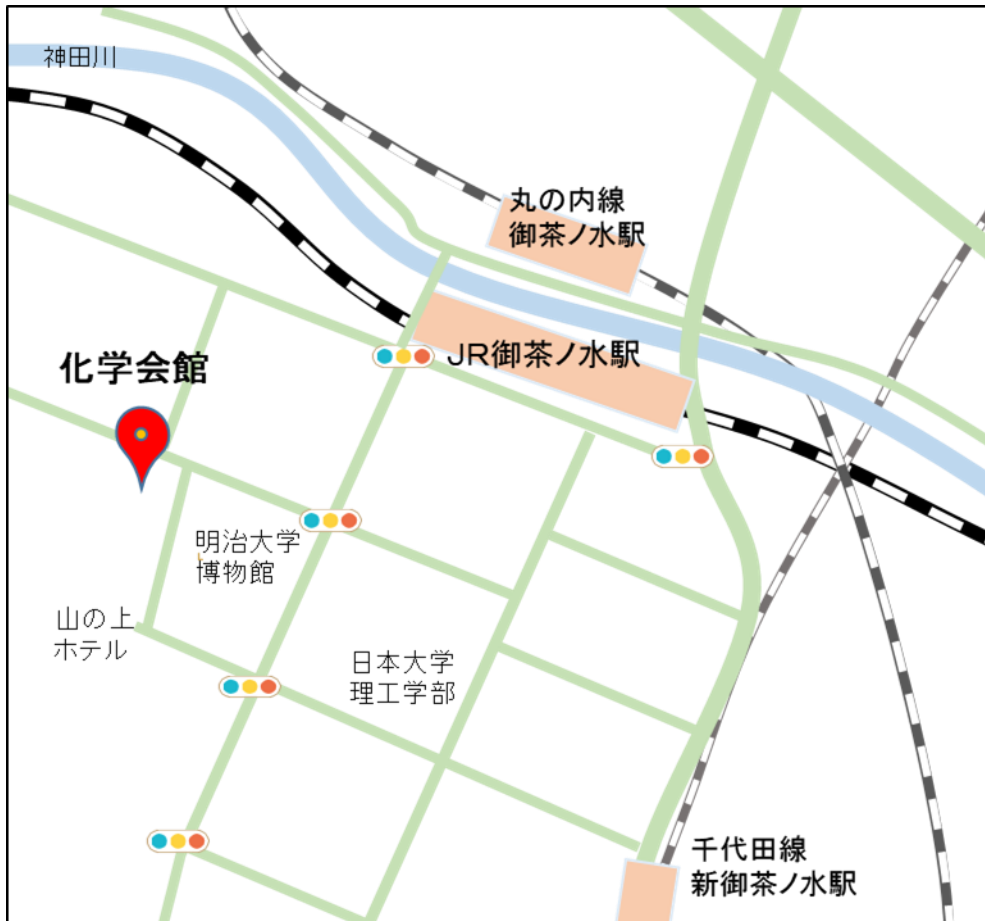 神田川
丸の内線
御茶ノ水駅
JR御茶ノ水駅
化学会館
明治大学
博物館
山の上
ホテル
日本大学
理工学部
千代田線
新御茶ノ水駅